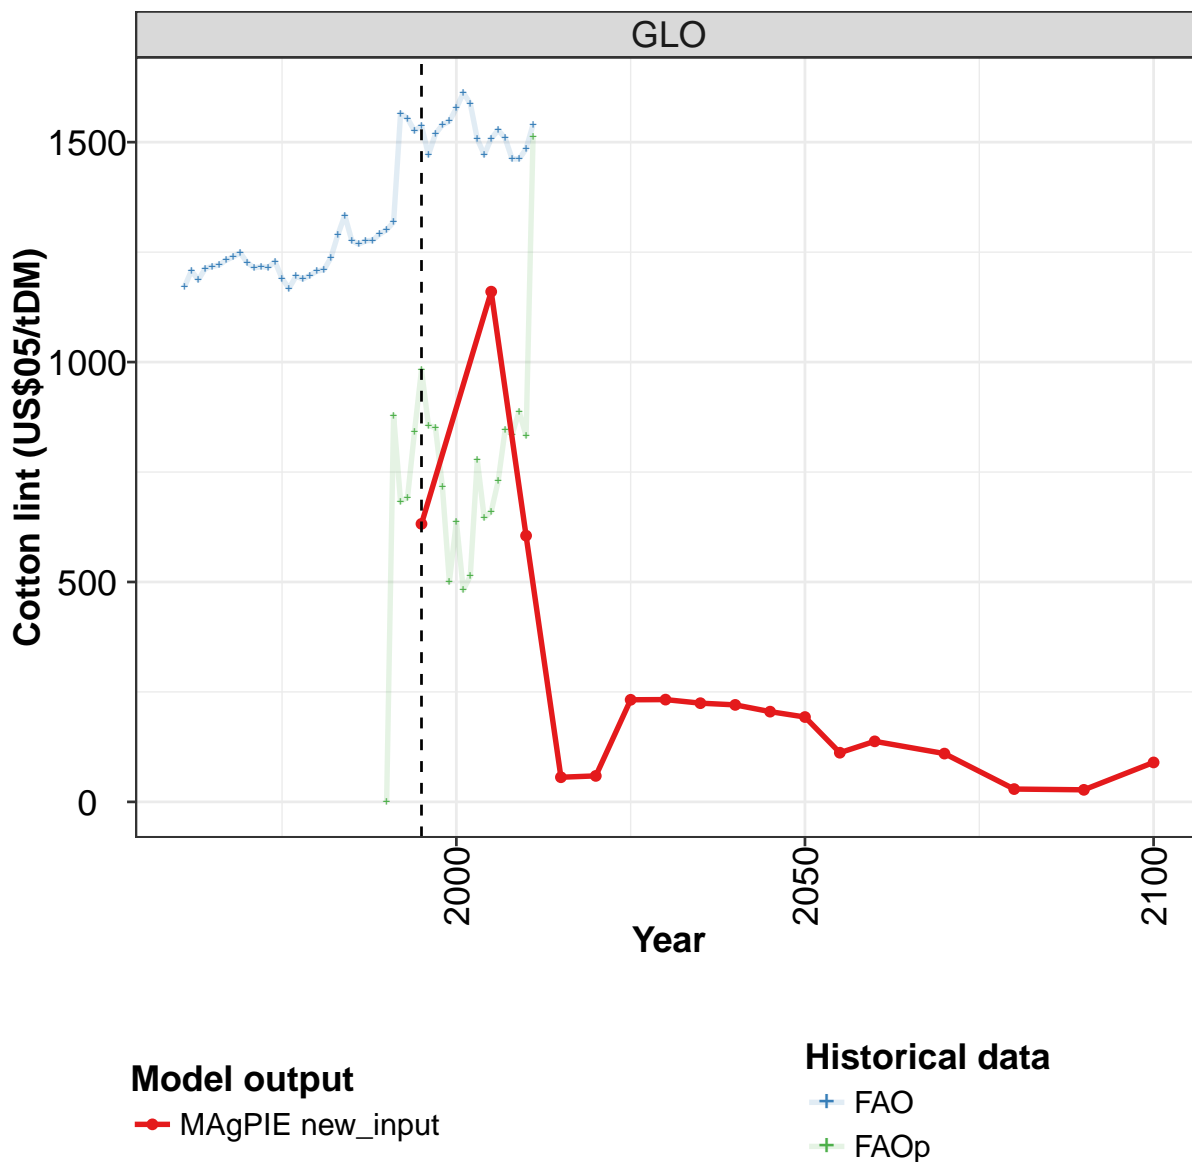 GLO
Cotton lint (US$05/tDM)
1500
1000
500
0
2000
2050
2100
Year
Model output
MAgPIE new_input
Historical data
FAO
FAOp